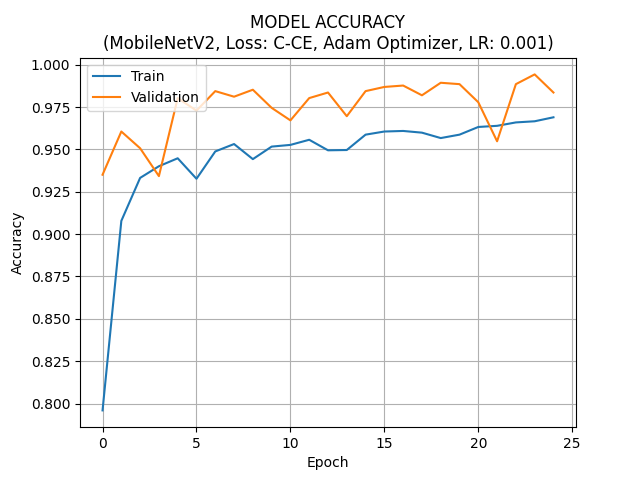 MODEL ACCURACY
(MobileNetV2, Loss: C-CE, Adam Optimizer, LR: 0.001)
Train
Validation
1.000
0.975
0.950
0.925
0.900
0.875
0.850
0.825
0.800
Accuracy
0 5 10 15 20 25
Epoch